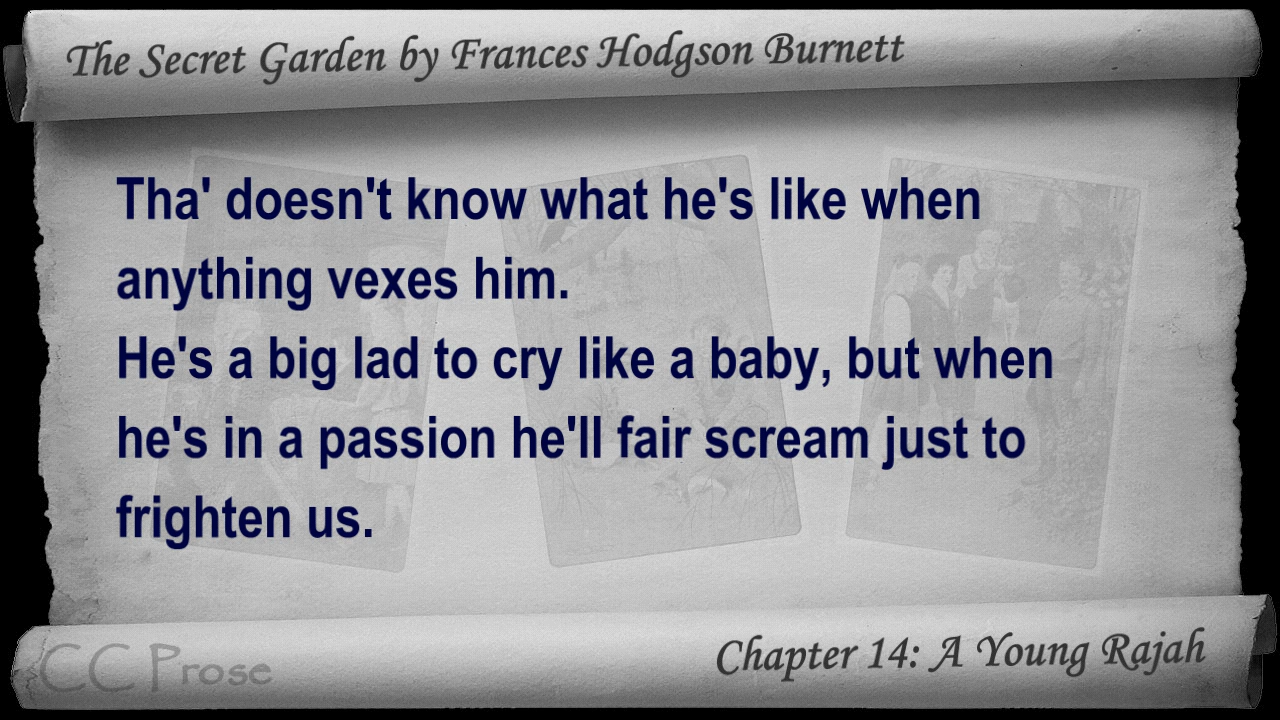 The Secret Garden by Frances Hodgson Burnett
Tha' doesn't know what he's like when
anything vexes him.
He's a big lad to cry like a baby, but when
he's in a passion he'll fair scream just to
frighten us.
CC Prose
Chapter 14: A Young Rajah